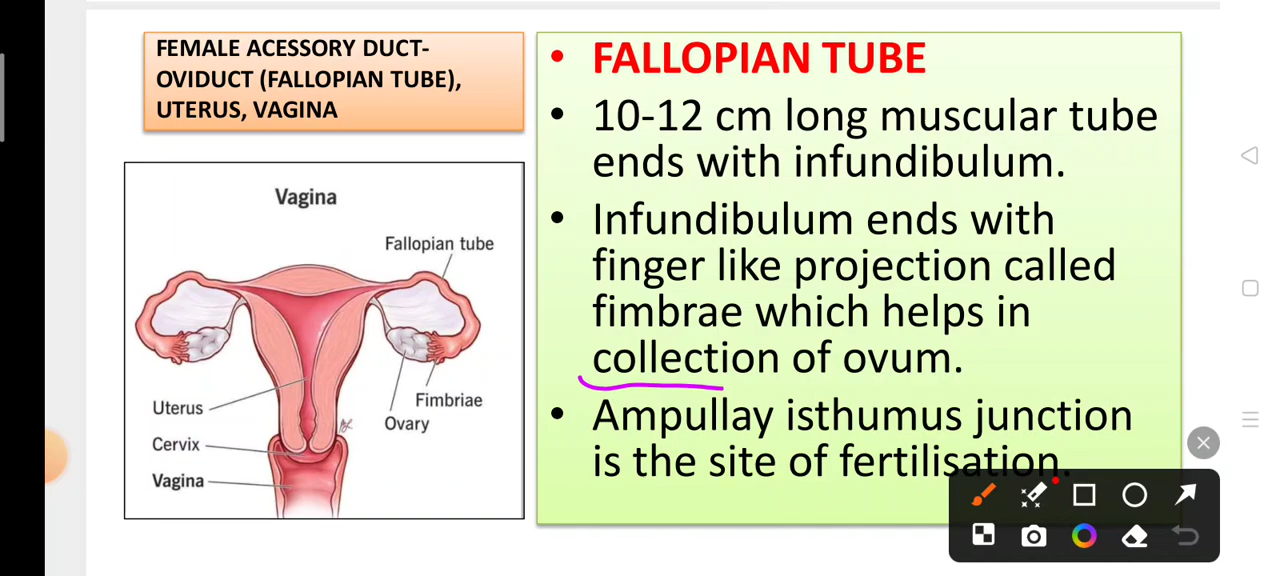 FEMALE ACESSORY DUCT-
OVIDUCT (FALLOPIAN TUBE),
UTERUS, VAGINA
Vagina
Fallopian tube
Uterus
Fimbriae
Ovary
Cervix
Vagina
• FALLOPIAN TUBE
• 10-12 cm long muscular tube
ends with infundibulum.
• Infundibulum ends with
finger like projection called
fimbrae which helps in
collection of ovum.
• Ampullay isthumus junction
is the site of fertilisation.